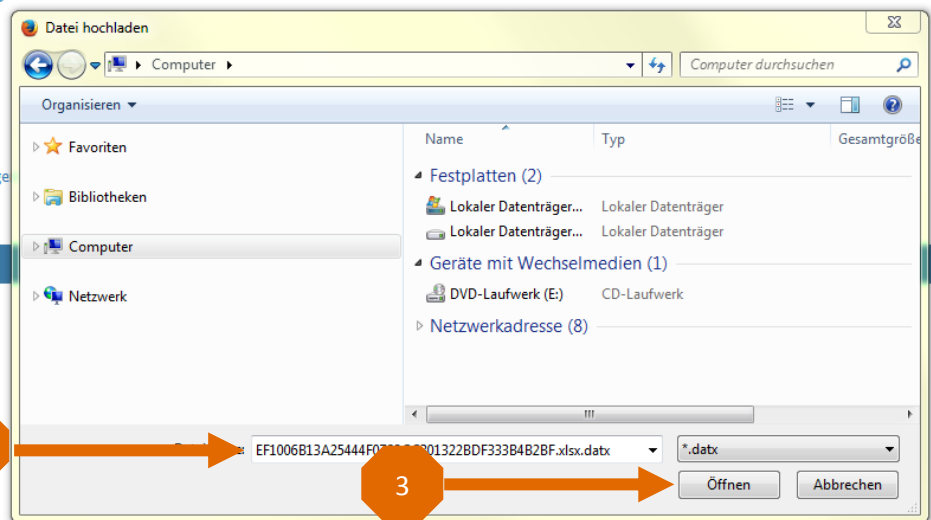 Datei hochladen
Computer
Computer durchsuchen
Organisieren
Name Typ Gesamtgröße
Favoriten
Festplatten (2)
Bibliotheken
Lokaler Datenträger... Lokaler Datenträger
Lokaler Datenträger... Lokaler Datenträger
Computer
Geräte mit Wechselmedien (1)
DVD-Laufwerk (E:) CD-Laufwerk
Netzwerk
Netzwerkadresse (8)
*.datx
3
Öffnen Abbrechen